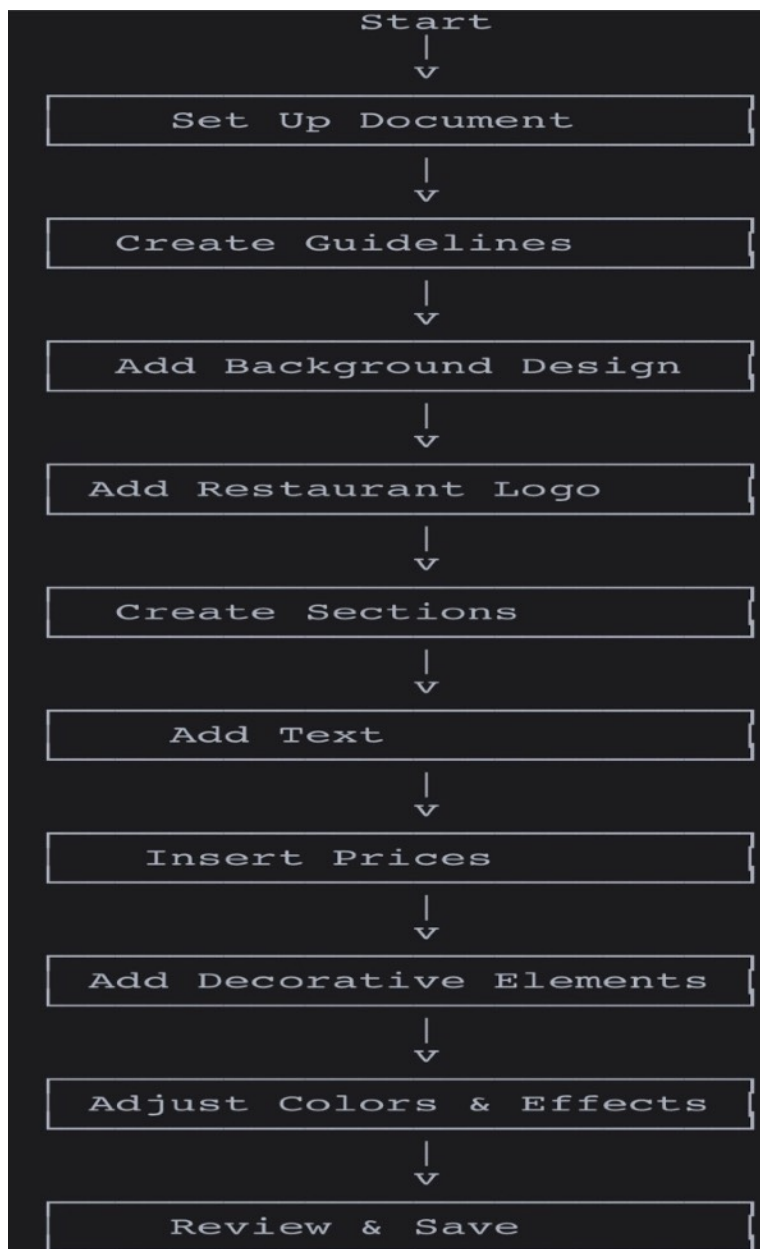 Start
|
v
Set Up Document
|
v
Create Guidelines
|
v
Add Background Design
|
v
Add Restaurant Logo
|
v
Create Sections
|
v
Add Text
|
v
Insert Prices
|
v
Add Decorative Elements
|
v
Adjust Colors & Effects
|
v
Review & Save